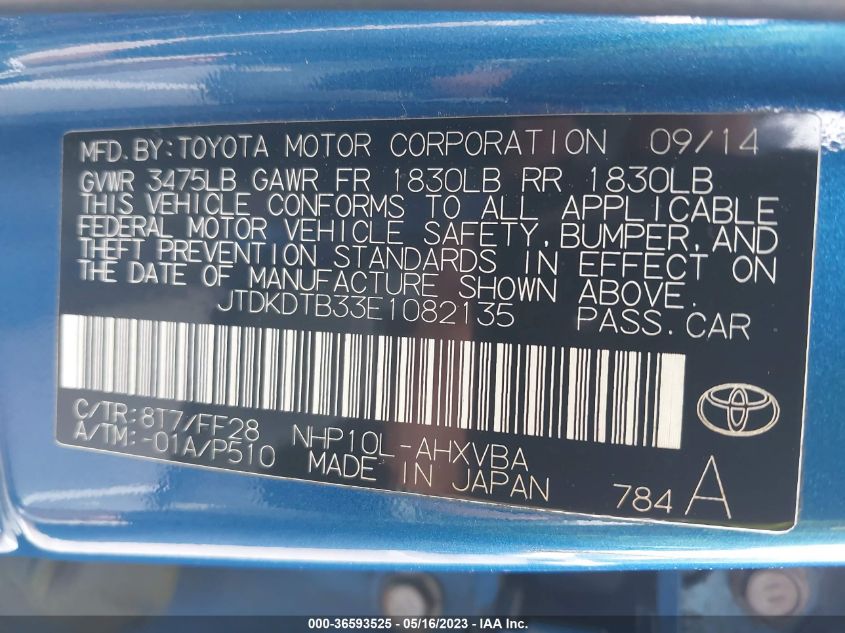 MFD. BY: TOYOTA MOTOR CORPORATION 09/14
GVWR 3475LB GAWR FR 1830LB RR 1830LB
THIS VEHICLE CONFORMS TO ALL APPLICABLE
FEDERAL MOTOR VEHICLE SAFETY, BUMPER, AND
THEFT PREVENTION STANDARDS IN EFFECT ON
THE DATE OF MANUFACTURE SHOWN ABOVE.
JTDKDTB33E1082135 PASS. CAR
C/TR: 8T7/FF28 NHP10L-AHXVBA
A/TM: -01A/P510 MADE IN JAPAN
784 A
000-36593525 - 05/16/2023 - IAA Inc.